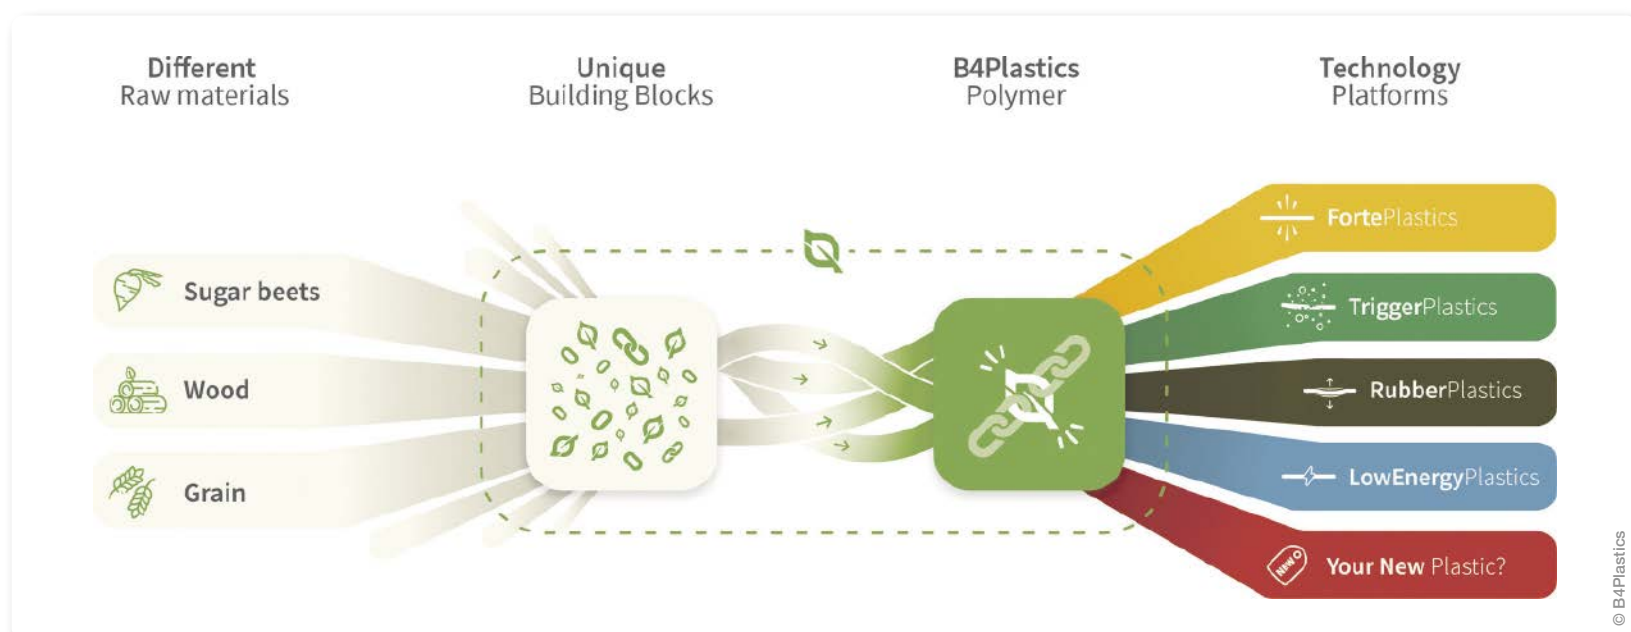 Different
Raw materials
Unique
Building Blocks
B4Plastics
Polymer
Technology
Platforms
Sugar beets
Wood
Grain
FortePlastics
TriggerPlastics
RubberPlastics
LowEnergyPlastics
NEW
Your New Plastic?
© B4Plastics